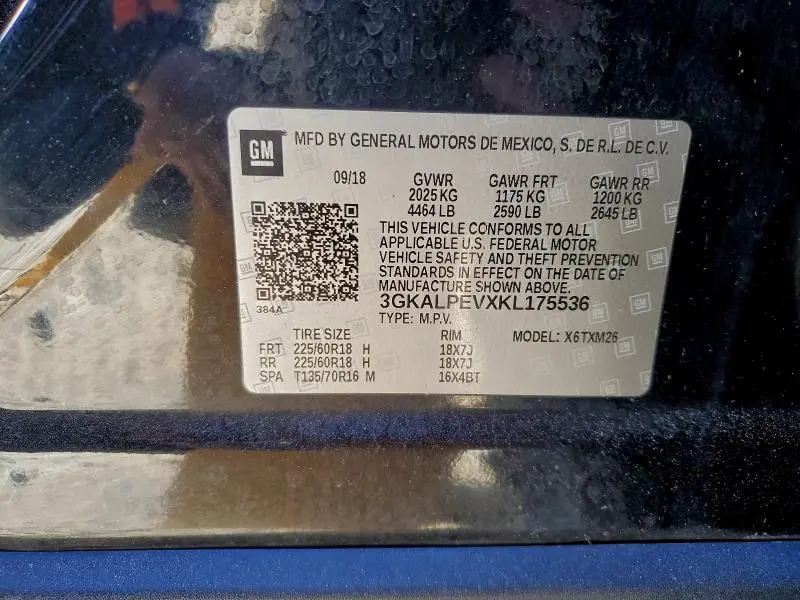 GM
MFD BY GENERAL MOTORS DE MEXICO, S. DE R.L. DE C.V.
09/18 GVWR GAWR FRT GAWR RR
2025 KG 1175 KG 1200 KG
4464 LB 2590 LB 2645 LB
THIS VEHICLE CONFORMS TO ALL
APPLICABLE U.S. FEDERAL MOTOR
VEHICLE SAFETY AND THEFT PREVENTION
STANDARDS IN EFFECT ON THE DATE OF
MANUFACTURE SHOWN ABOVE.
384A
3GKALPEVXKL175536
TYPE: M.P.V.
TIRE SIZE RIM MODEL: X6TXM26
FRT 225/60R18 H 18X7J
RR 225/60R18 H 18X7J
SPA T135/70R16 M 16X4BT